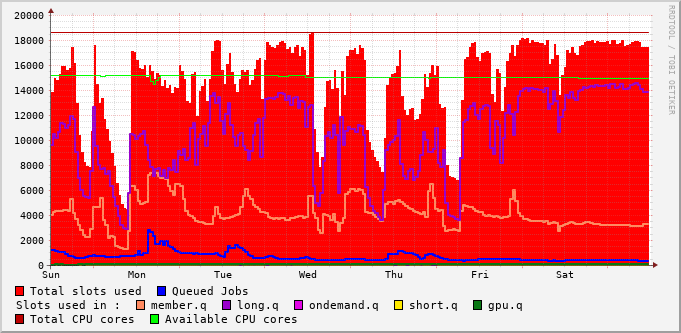 20000
18000
16000
14000
12000
10000
8000
6000
4000
2000
0
Sun Mon Tue Wed Thu Fri Sat
RRDTOOL / TOBI OETIKER
Total slots used Queued Jobs
Slots used in : member.q long.q ondemand.q short.q gpu.q
Total CPU cores Available CPU cores